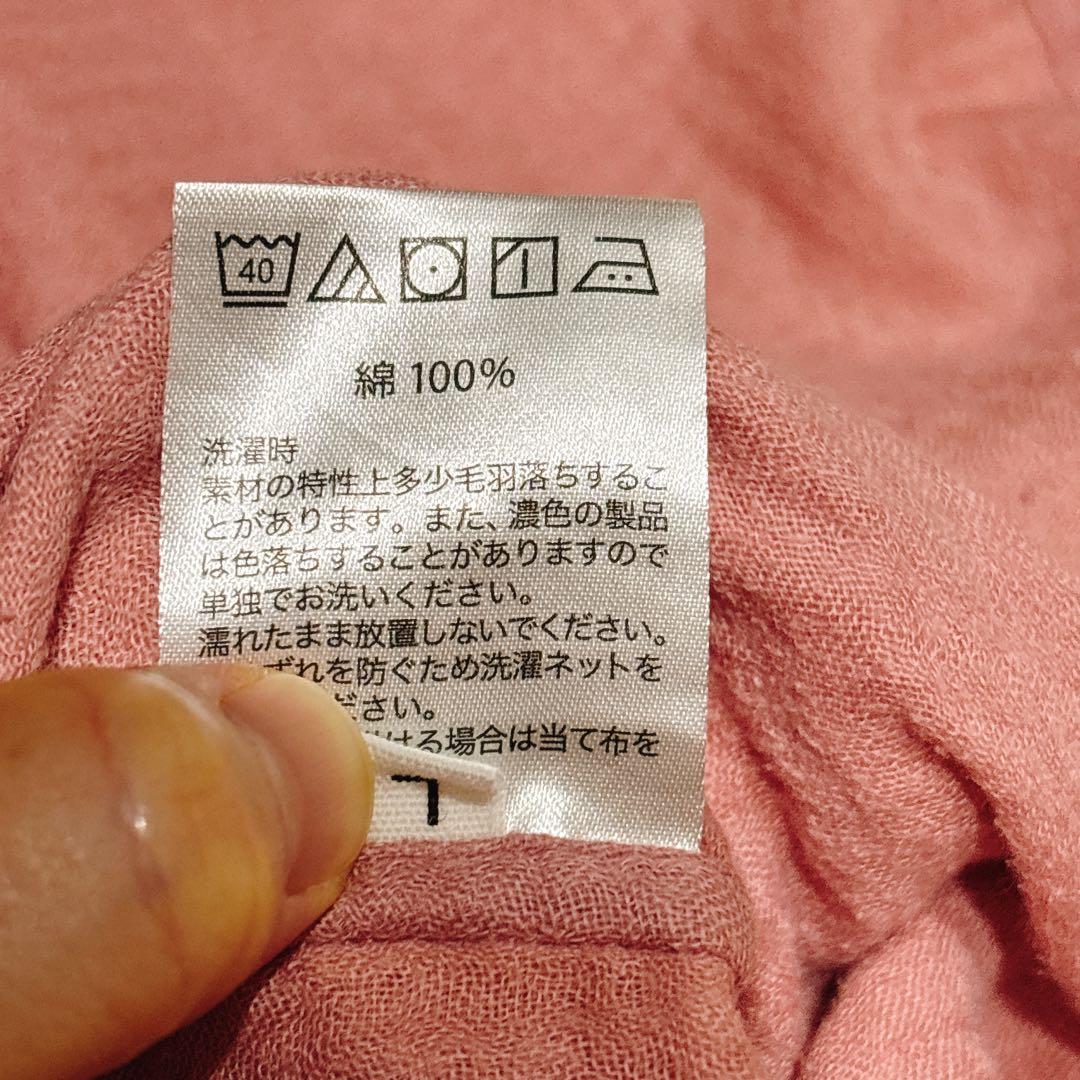 40
綿 100%
洗濯時
素材の特性上多少毛羽落ちするこ
とがあります。また、濃色の製品
は色落ちすることがありますので
単独でお洗いください。
濡れたまま放置しないでください。
ずれを防ぐため洗濯ネットを
ださい。
ける場合は当て布を
L